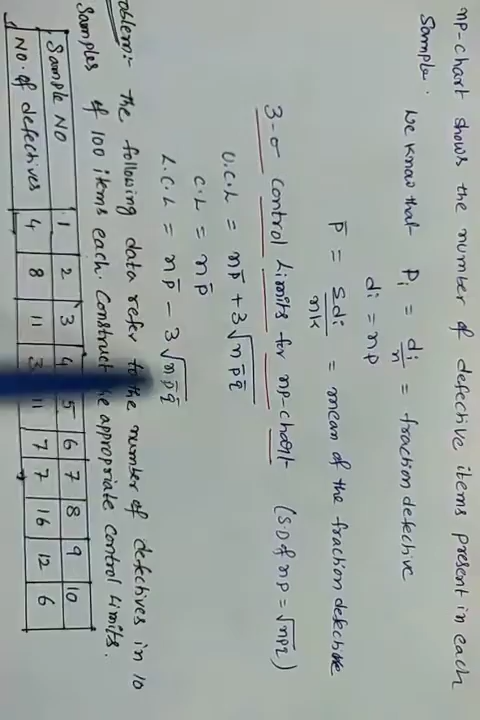 np-chart shows the number of defective items present in each
Sample. We know that Pi = di/n = fraction defective
di = np
P̄ = Σdi/nk = mean of the fraction defective
3-σ Control Limits for np-chart (S.D of np = √npq)
U.C.L = np̄ + 3√np̄q̄
C.L = np̄
L.C.L = np̄ - 3√np̄q̄
oblem:- The following data refer to the number of defectives in 10
Samples of 100 items each. Construct the appropriate control Limits.
Sample NO 1 2 3 4 5 6 7 8 9 10
NO. of defectives 4 8 11 3 11 7 7 16 12 6